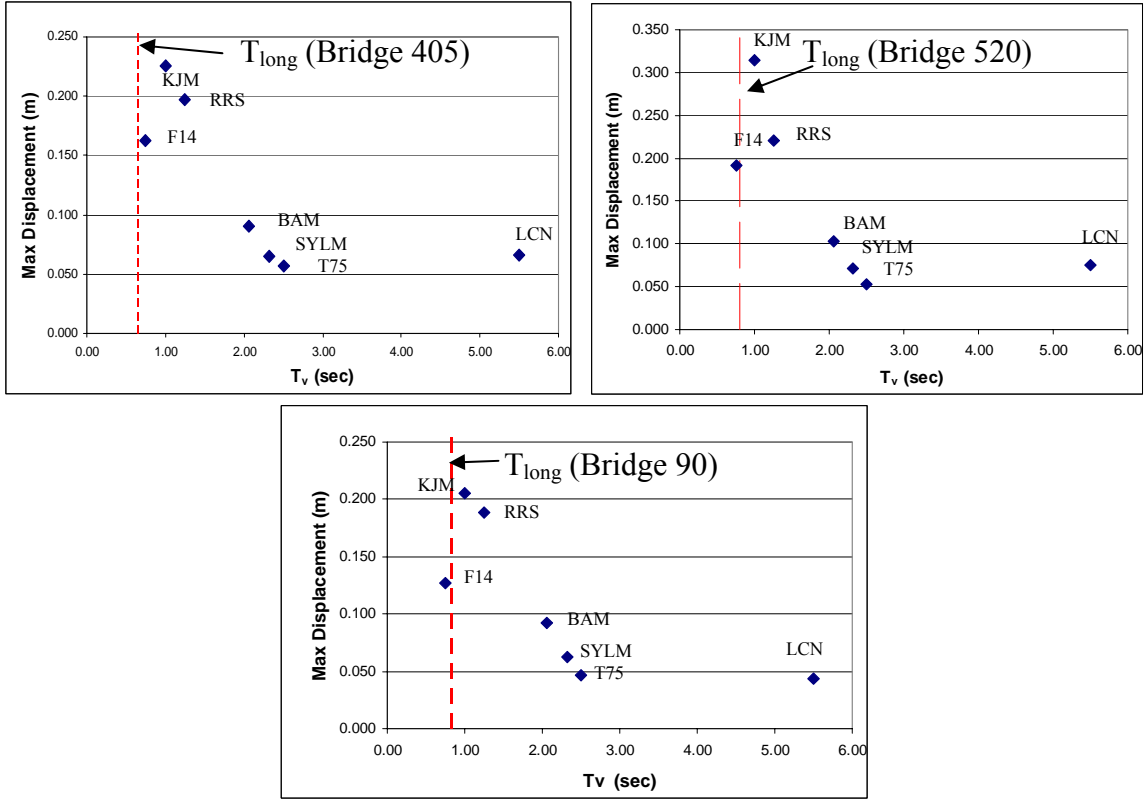 T_long (Bridge 405)
Max Displacement (m)
0.250
0.200
0.150
0.100
0.050
0.000
KJM
RRS
F14
BAM
SYLM
T75
LCN
0.00 1.00 2.00 3.00 4.00 5.00 6.00
T_v (sec)
T_long (Bridge 520)
Max Displacement (m)
0.350
0.300
0.250
0.200
0.150
0.100
0.050
0.000
KJM
F14
RRS
BAM
SYLM
T75
LCN
0.00 1.00 2.00 3.00 4.00 5.00 6.00
T_v (sec)
T_long (Bridge 90)
Max Displacement (m)
0.250
0.200
0.150
0.100
0.050
0.000
KJM
RRS
F14
BAM
SYLM
T75
LCN
0.00 1.00 2.00 3.00 4.00 5.00 6.00
Tv (sec)